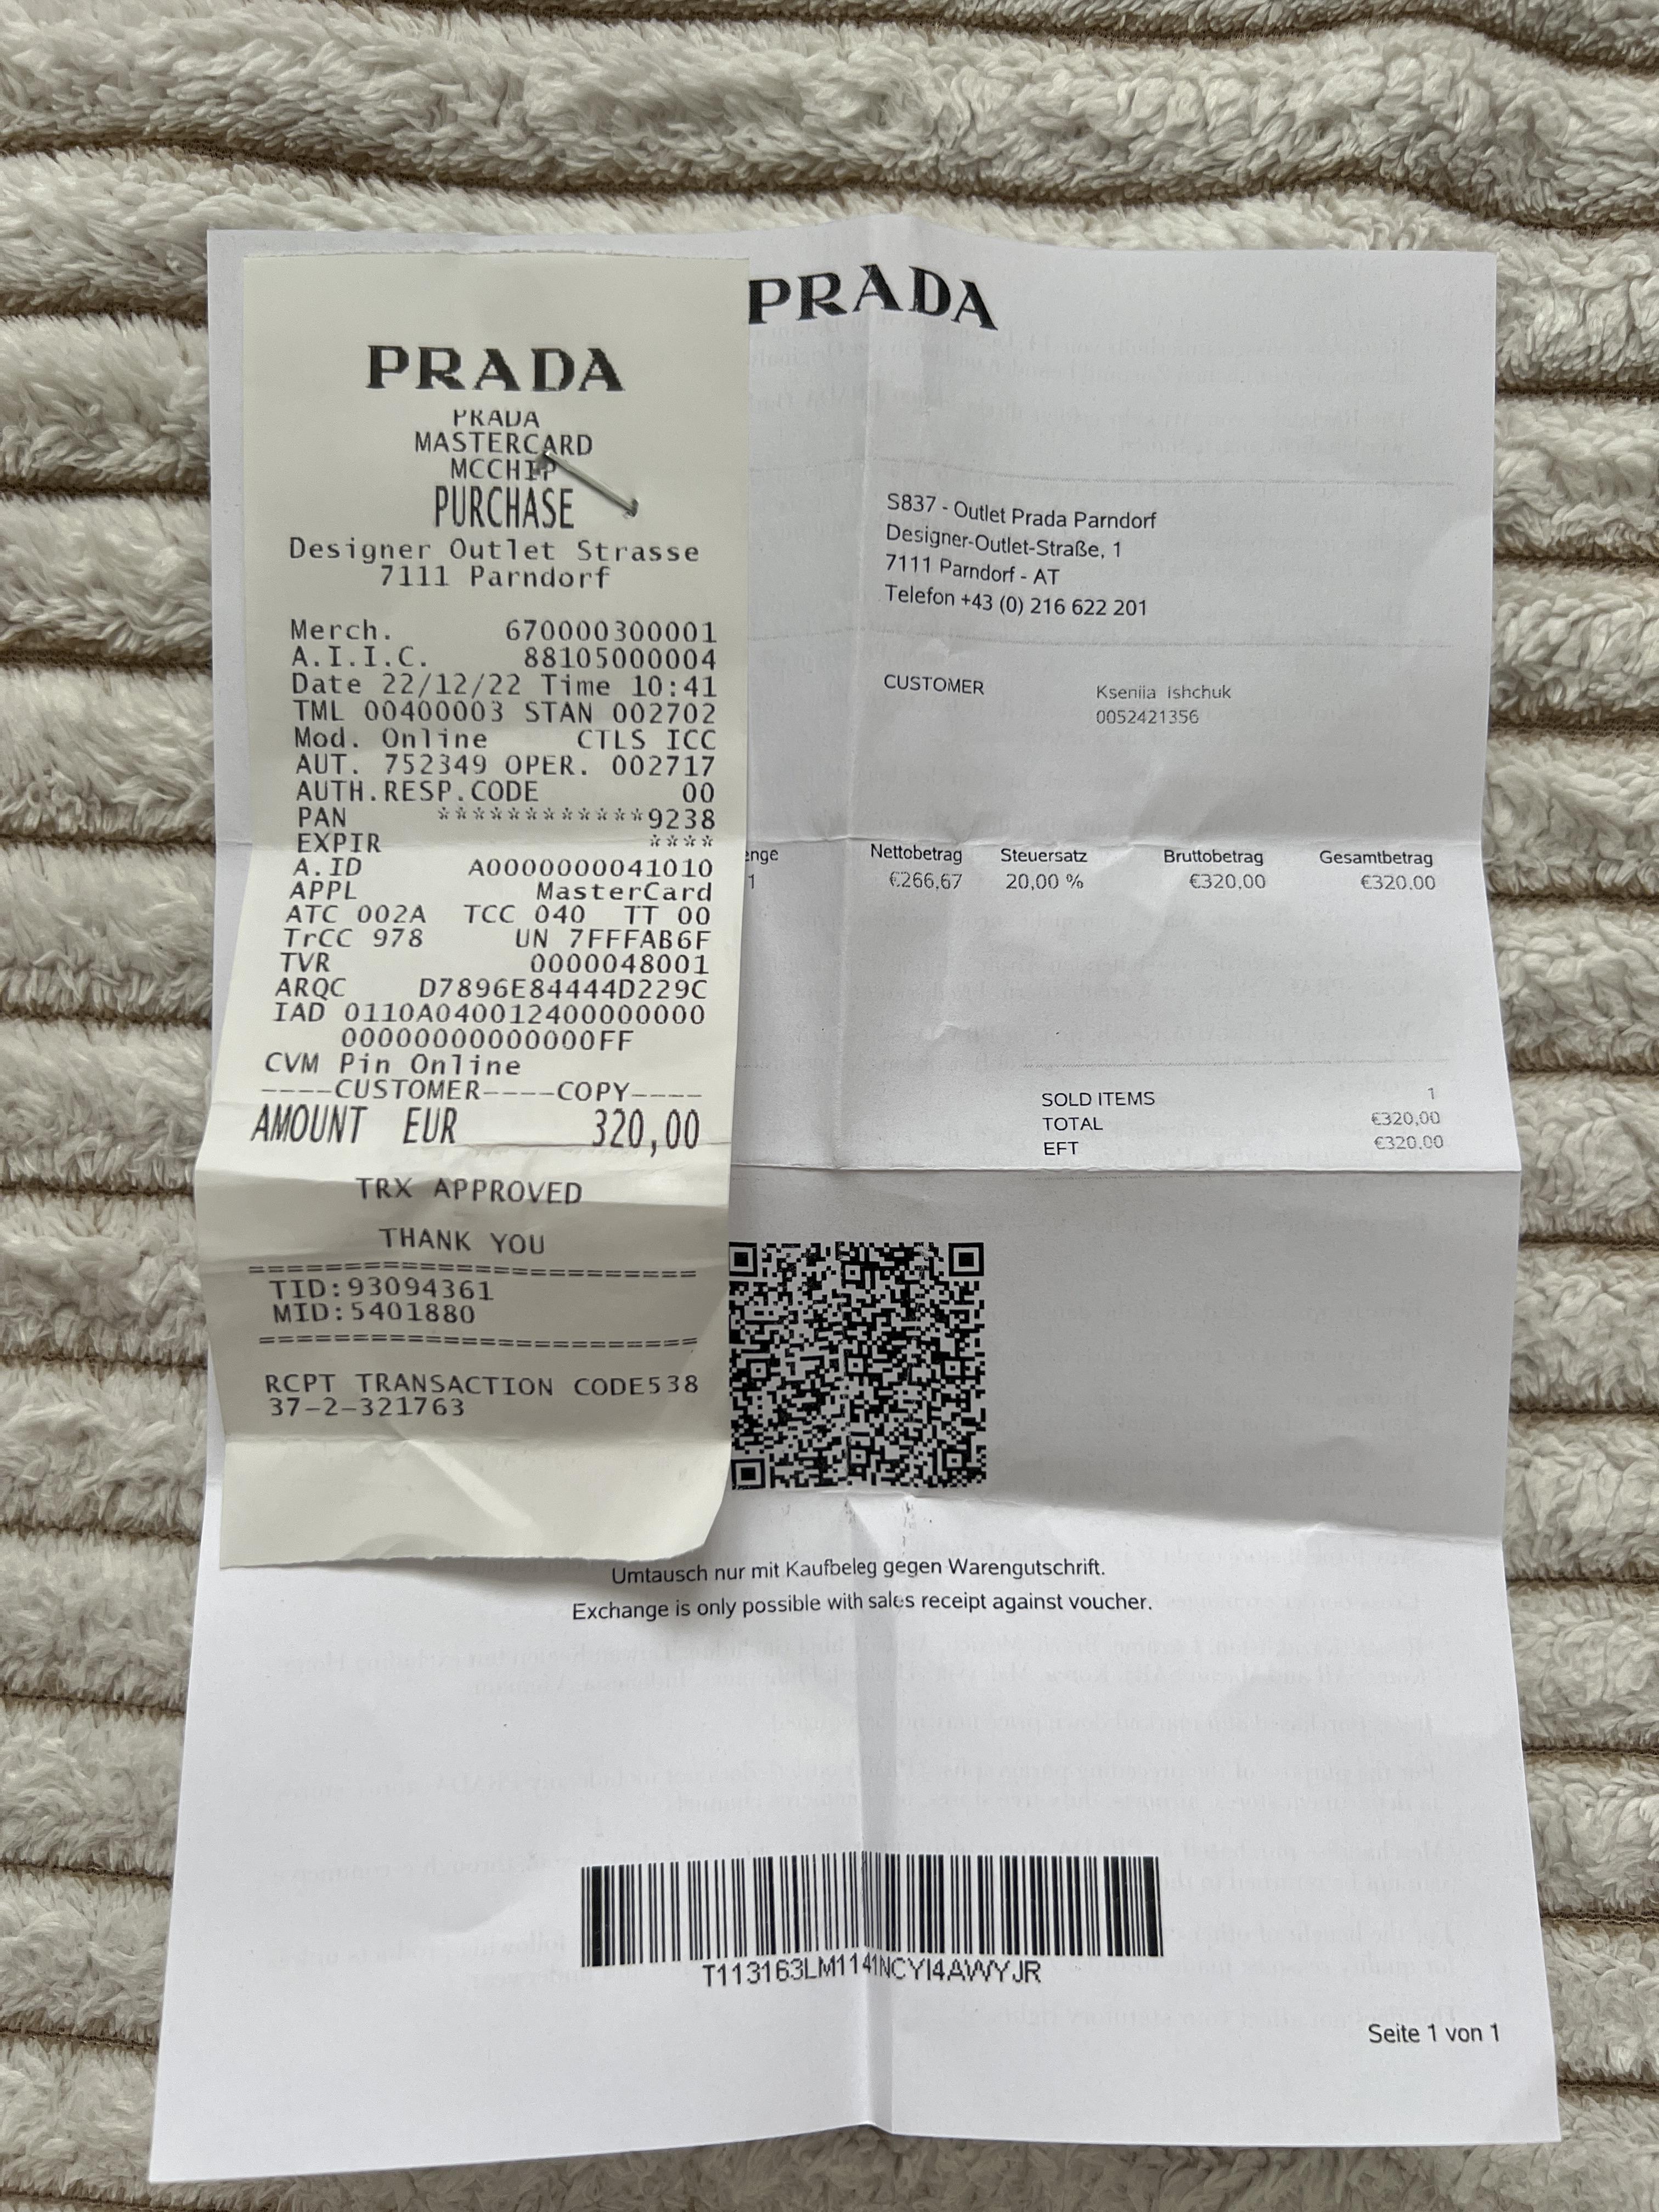 PRADA
PRADA
MASTERCARD
MCCHIP
PURCHASE
Designer Outlet Strasse
7111 Parndorf
Merch. 670000300001
A.I.I.C. 88105000004
Date 22/12/22 Time 10:41
TML 00400003 STAN 002702
Mod. Online CTLS ICC
AUT. 752349 OPER. 002717
AUTH.RESP.CODE 00
PAN ************9238
EXPIR ****
A.ID A0000000041010
APPL MasterCard
ATC 002A TCC 040 TT 00
TrCC 978 UN 7FFFAB6F
TVR 0000048001
ARQC D7896E84444D229C
IAD 0110A040012400000000
00000000000000FF
CVM Pin Online
----CUSTOMER----COPY----
AMOUNT EUR 320,00
TRX APPROVED
THANK YOU
========================
TID:93094361
MID:5401880
========================
RCPT TRANSACTION CODE538
37-2-321763
PRADA
S837 - Outlet Prada Parndorf
Designer-Outlet-Straße, 1
7111 Parndorf - AT
Telefon +43 (0) 216 622 201
CUSTOMER Kseniia Ishchuk
0052421356
enge Nettobetrag Steuersatz Bruttobetrag Gesamtbetrag
1 €266,67 20,00 % €320,00 €320,00
SOLD ITEMS 1
TOTAL €320,00
EFT €320,00
Umtausch nur mit Kaufbeleg gegen Warengutschrift.
Exchange is only possible with sales receipt against voucher.
T113163LM1141NCYI4AWYJR
Seite 1 von 1